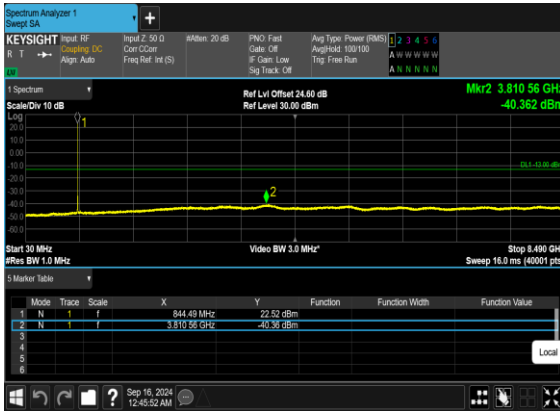 Spectrum Analyzer 1
Swept SA
+
KEYSIGHT
R T
Input: RF
Coupling: DC
Align: Auto
Input Z: 50 Ω
Corr CCorr
Freq Ref: Int (S)
#Atten: 20 dB
PNO: Fast
Gate: Off
IF Gain: Low
Sig Track: Off
Avg Type: Power (RMS)
Avg|Hold: 100/100
Trig: Free Run
1 2 3 4 5 6
A W W W W W
A N N N N N
1 Spectrum
Scale/Div 10 dB
Ref Lvl Offset 24.60 dB
Ref Level 30.00 dBm
Mkr2 3.810 56 GHz
-40.362 dBm
Log
20.0
10.0
0.00
-10.0
-20.0
-30.0
-40.0
-50.0
-60.0
1
2
DL1 -13.00 dBm
Start 30 MHz
#Res BW 1.0 MHz
Video BW 3.0 MHz*
Stop 8.490 GHz
Sweep 16.0 ms (40001 pts)
5 Marker Table
Mode Trace Scale X Y Function Function Width Function Value
1 N 1 f 844.49 MHz 22.52 dBm
2 N 1 f 3.810 56 GHz -40.36 dBm
3
4
5
6
Local
?
Sep 16, 2024
12:45:52 AM